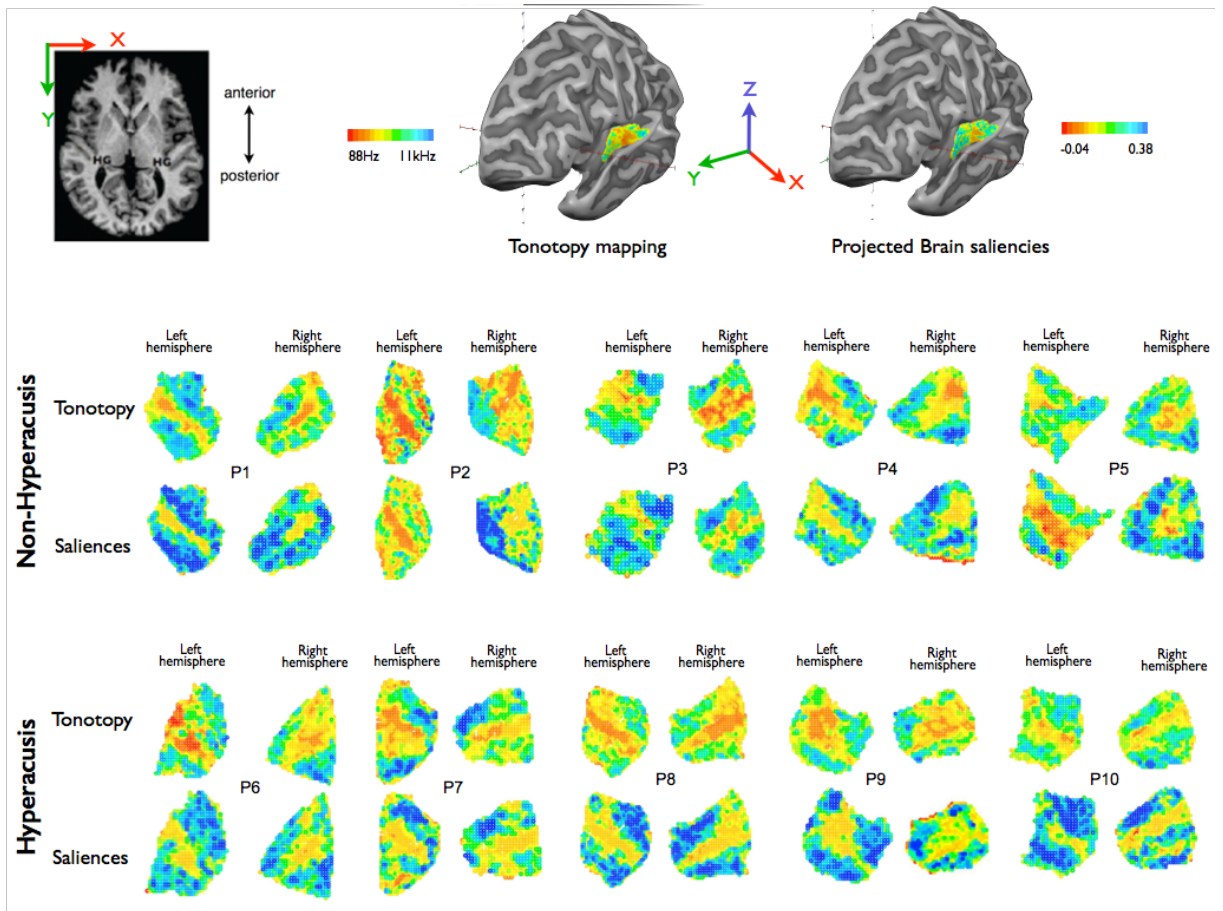 X
Y
anterior
posterior
HG
HG
88Hz
11kHz
Z
Y
X
-0.04
0.38
Tonotopy mapping
Projected Brain saliencies
Non-Hyperacusis
Left
hemisphere
Right
hemisphere
Left
hemisphere
Right
hemisphere
Left
hemisphere
Right
hemisphere
Left
hemisphere
Right
hemisphere
Left
hemisphere
Right
hemisphere
Tonotopy
P1
P2
P3
P4
P5
Saliences
Hyperacusis
Left
hemisphere
Right
hemisphere
Left
hemisphere
Right
hemisphere
Left
hemisphere
Right
hemisphere
Left
hemisphere
Right
hemisphere
Left
hemisphere
Right
hemisphere
Tonotopy
P6
P7
P8
P9
P10
Saliences